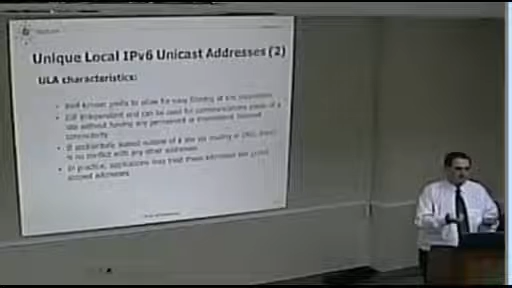 Unique Local IPv6 Unicast Addresses (2)
ULA characteristics:
Well-known prefix to allow for easy filtering at site boundaries
ISP independent and can be used for communications inside of a
site without having any permanent or intermittent Internet
connectivity
If accidentally leaked outside of a site via routing or DNS, there
is no conflict with any other addresses
In practice, applications may treat these addresses like global
scoped addresses